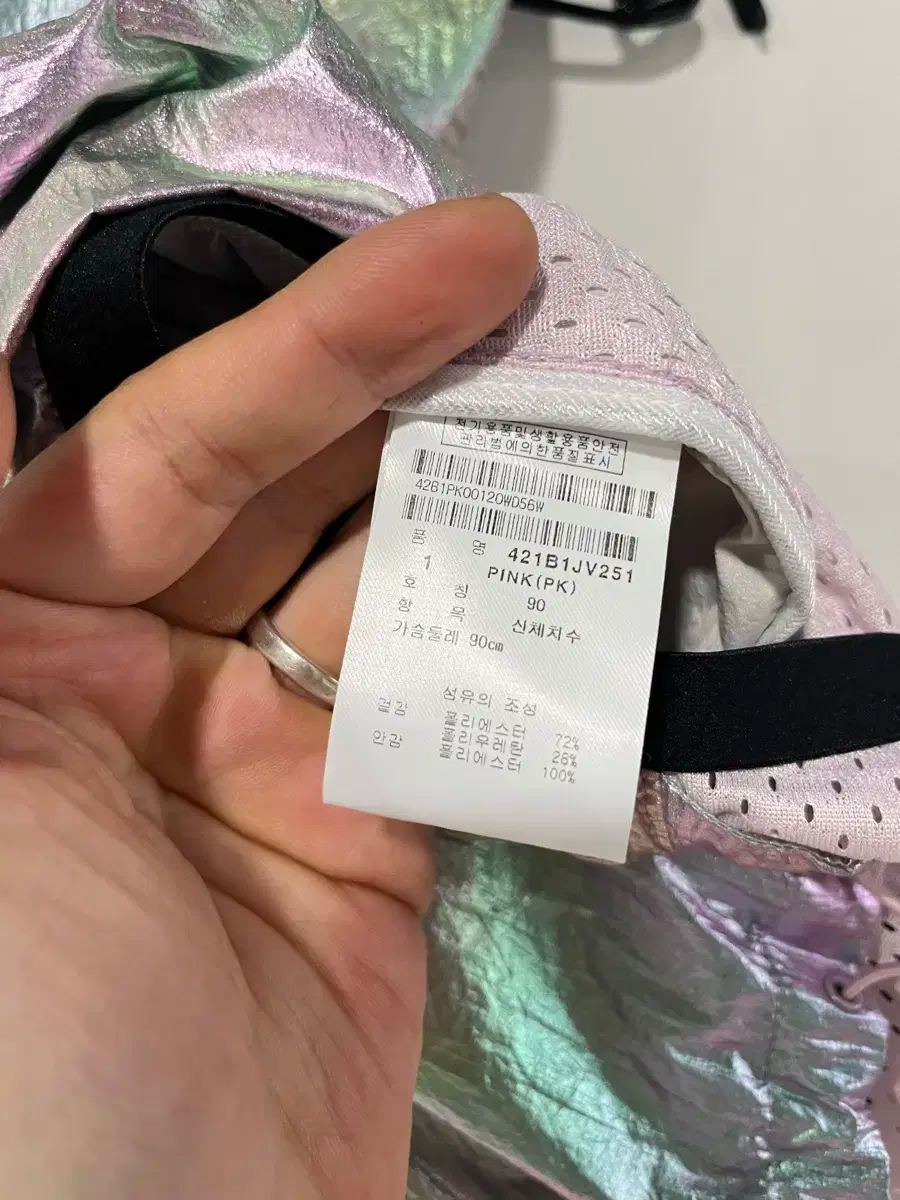 전기용품및생활용품안전
관리법에의한품질표시
42B1PK00120WD56W
품 명 421B1JV251
1 PINK(PK)
호 칭 90
항 목 신체치수
가슴둘레 90cm
섬유의 조성
겉감 폴리에스터 72%
폴리우레탄 28%
안감 폴리에스터 100%